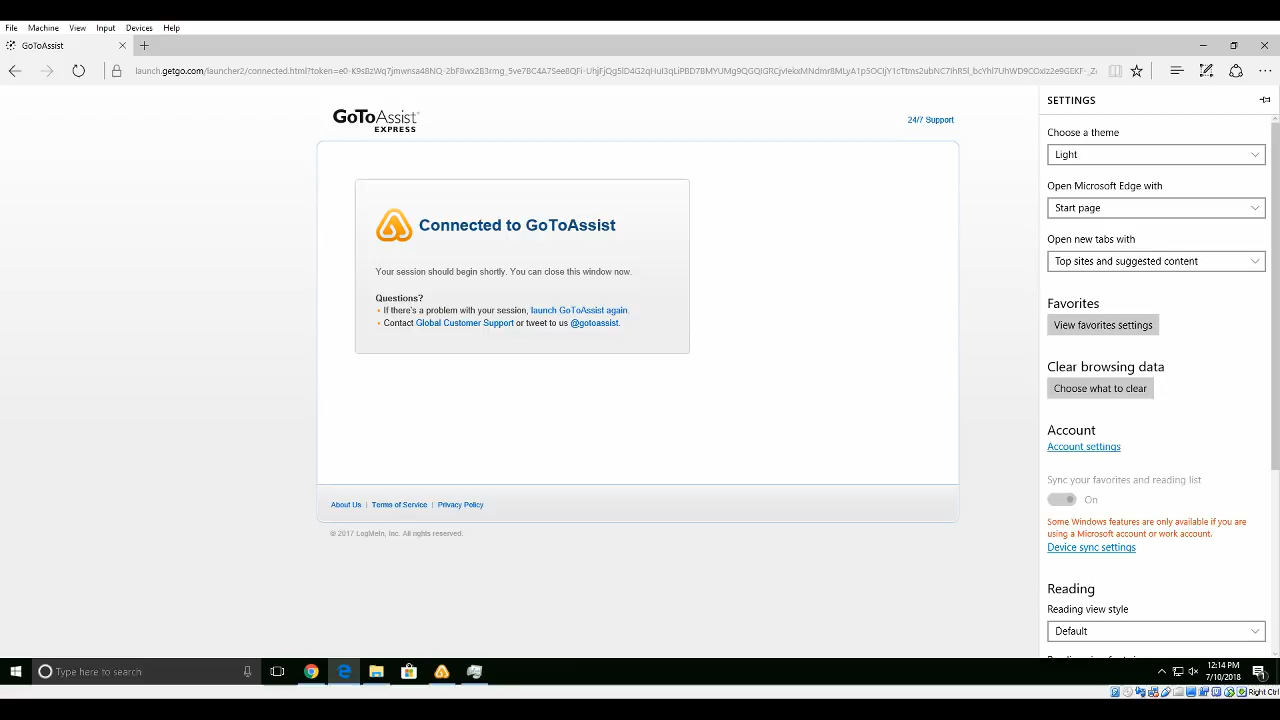 File Machine View Input Devices Help
GoToAssist
SETTINGS
GoToAssist
EXPRESS
24/7 Support
Choose a theme
Light
Open Microsoft Edge with
Start page
Connected to GoToAssist
Open new tabs with
Top sites and suggested content
Your session should begin shortly. You can close this window now.
Questions?
• If there's a problem with your session, launch GoToAssist again.
• Contact Global Customer Support or tweet to us @gotoassist.
Favorites
View favorites settings
Clear browsing data
Choose what to clear
Account
Account settings
Sync your favorites and reading list
On
Some Windows features are only available if you are
using a Microsoft account or work account.
Device sync settings
About Us | Terms of Service | Privacy Policy
© 2017 LogMeIn, Inc. All rights reserved.
Reading
Reading view style
Default
Type here to search
12:14 PM
7/10/2018
Right Ctrl